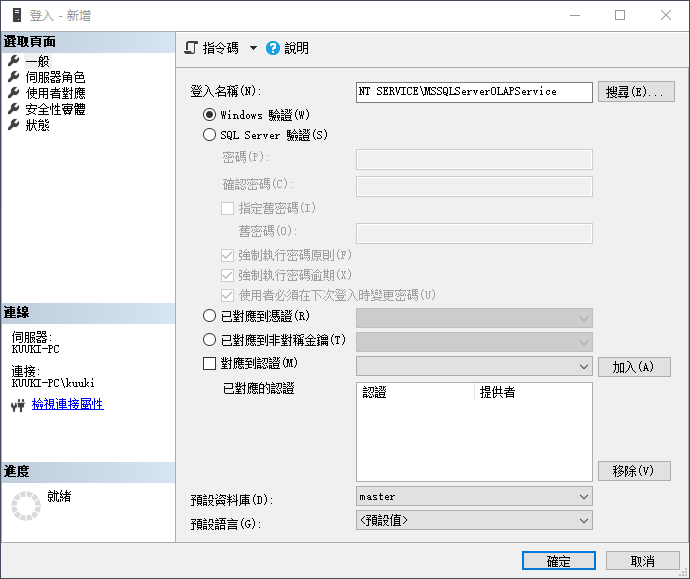 登入 - 新增
選取頁面
一般
伺服器角色
使用者對應
安全性實體
狀態
連線
伺服器:
KUUKI-PC
連接:
KUUKI-PC\kuuki
檢視連接屬性
進度
就緒
指令碼 說明
登入名稱(N): NT SERVICE\MSSQLServerOLAPService 搜尋(E)...
Windows 驗證(W)
SQL Server 驗證(S)
密碼(P):
確認密碼(C):
指定舊密碼(I)
舊密碼(O):
強制執行密碼原則(F)
強制執行密碼逾期(X)
使用者必須在下次登入時變更密碼(U)
已對應到憑證(R)
已對應到非對稱金鑰(T)
對應到認證(M) 加入(A)
已對應的認證 認證 提供者
移除(V)
預設資料庫(D): master
預設語言(G): <預設值>
確定 取消